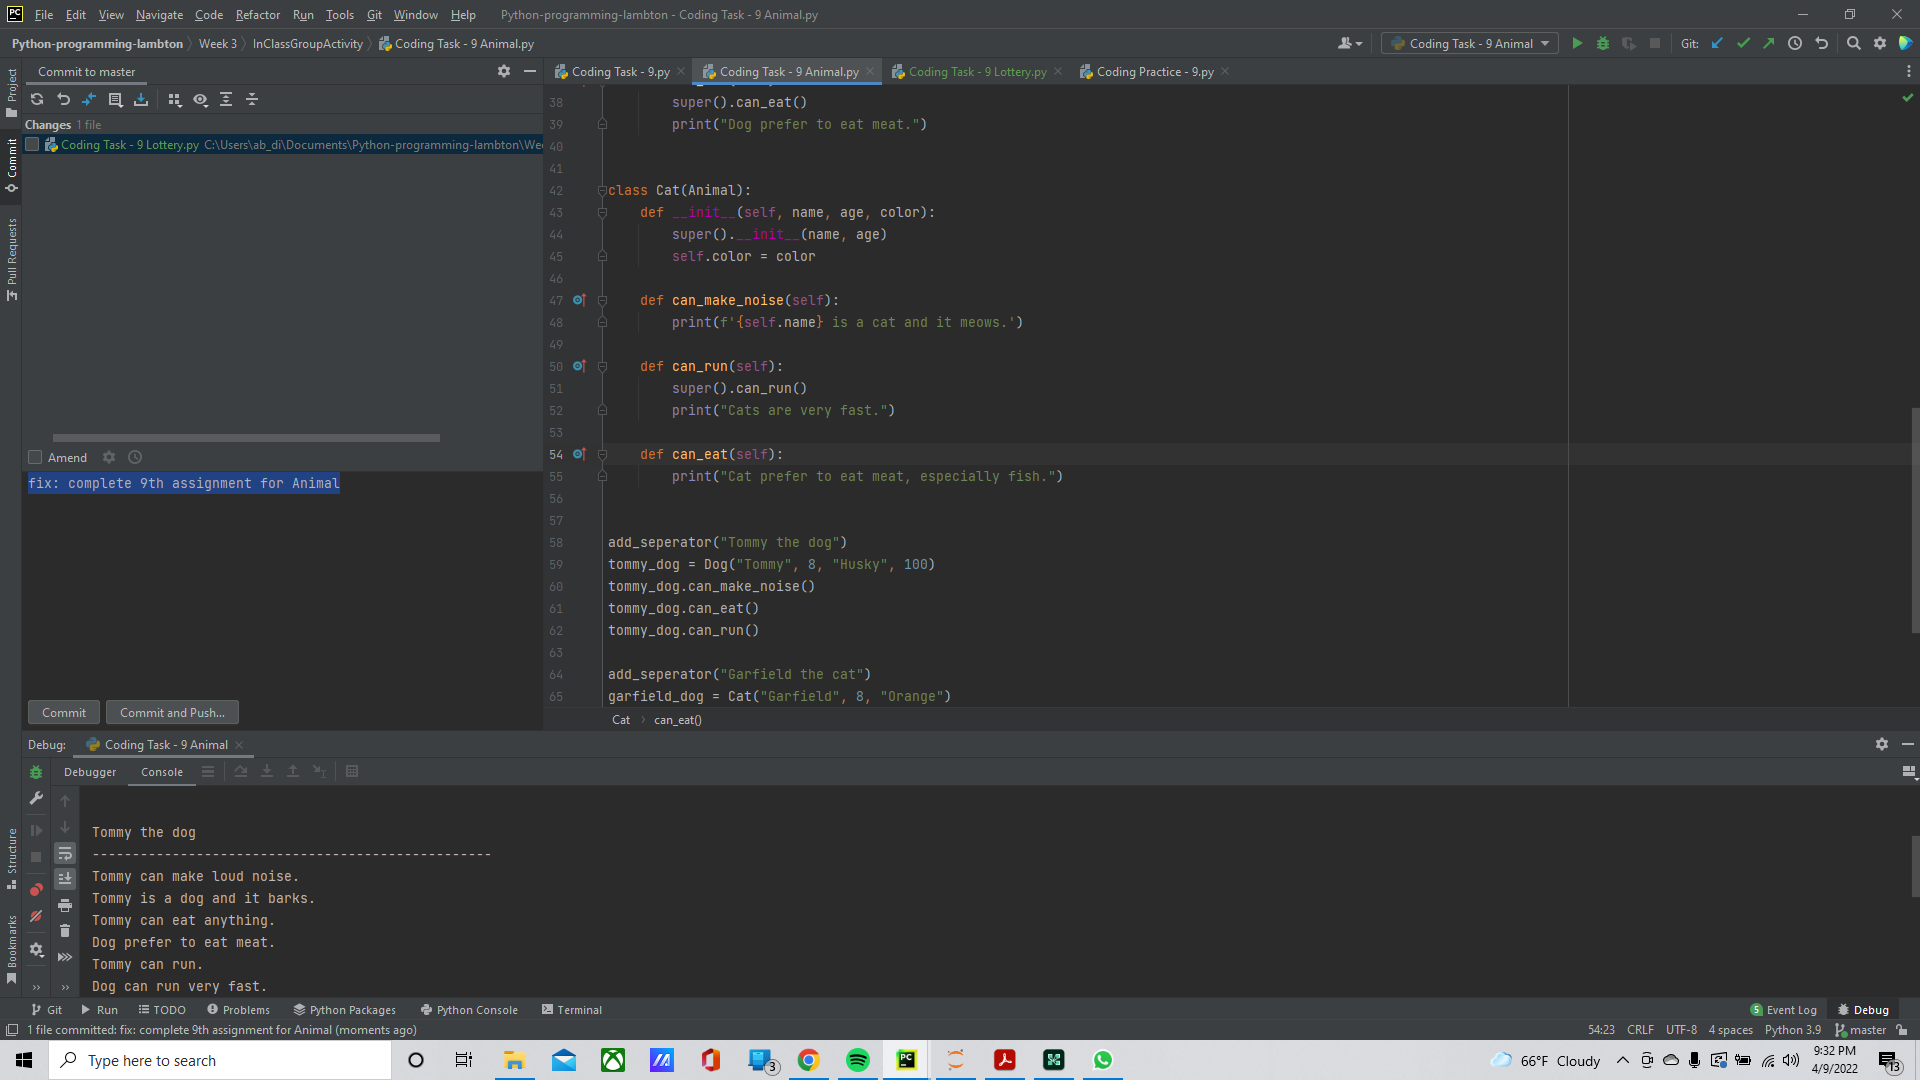 PC File Edit View Navigate Code Refactor Run Tools Git Window Help Python-programming-lambton - Coding Task - 9 Animal.py
Python-programming-lambton Week 3 InClassGroupActivity Coding Task - 9 Animal.py Coding Task - 9 Animal Git:
Project
Commit
Pull Requests
Structure
Bookmarks
Commit to master
Changes 1 file
Coding Task - 9 Lottery.py C:\Users\ab_di\Documents\Python-programming-lambton\We
Amend
fix: complete 9th assignment for Animal
Commit Commit and Push...
Coding Task - 9.py Coding Task - 9 Animal.py Coding Task - 9 Lottery.py Coding Practice - 9.py
38 super().can_eat()
39 print("Dog prefer to eat meat.")
40
41
42 class Cat(Animal):
43 def __init__(self, name, age, color):
44 super().__init__(name, age)
45 self.color = color
46
47 def can_make_noise(self):
48 print(f'{self.name} is a cat and it meows.')
49
50 def can_run(self):
51 super().can_run()
52 print("Cats are very fast.")
53
54 def can_eat(self):
55 print("Cat prefer to eat meat, especially fish.")
56
57
58 add_seperator("Tommy the dog")
59 tommy_dog = Dog("Tommy", 8, "Husky", 100)
60 tommy_dog.can_make_noise()
61 tommy_dog.can_eat()
62 tommy_dog.can_run()
63
64 add_seperator("Garfield the cat")
65 garfield_dog = Cat("Garfield", 8, "Orange")
Cat can_eat()
Debug: Coding Task - 9 Animal
Debugger Console
Tommy the dog
--------------------------------------------------
Tommy can make loud noise.
Tommy is a dog and it barks.
Tommy can eat anything.
Dog prefer to eat meat.
Tommy can run.
Dog can run very fast.
Git Run TODO Problems Python Packages Python Console Terminal 5 Event Log Debug
1 file committed: fix: complete 9th assignment for Animal (moments ago) 54:23 CRLF UTF-8 4 spaces Python 3.9 master
Type here to search 3 PC 66°F Cloudy 9:32 PM
4/9/2022 13